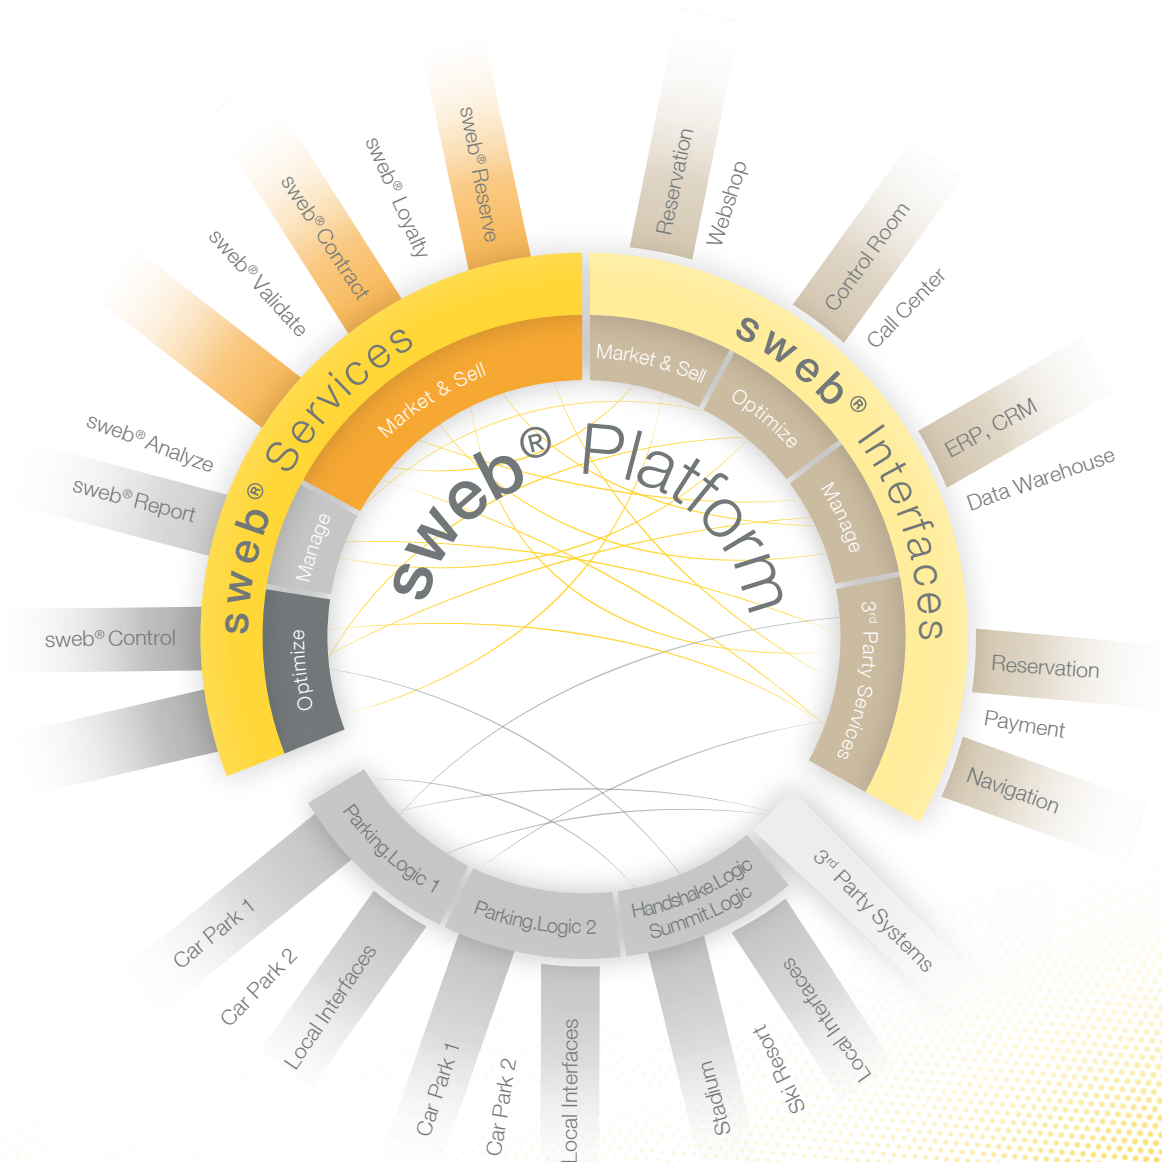 sweb® Platform
sweb® Services
Market & Sell
sweb® Reserve
sweb® Loyalty
sweb® Contract
sweb® Validate
Manage
sweb® Analyze
sweb® Report
Optimize
sweb® Control
sweb® Interfaces
Market & Sell
Reservation
Webshop
Optimize
Control Room
Call Center
Manage
ERP, CRM
Data Warehouse
3rd Party Services
Reservation
Payment
Navigation
Parking.Logic 1
Car Park 1
Car Park 2
Local Interfaces
Parking.Logic 2
Car Park 1
Car Park 2
Local Interfaces
Handshake.Logic
Summit.Logic
Stadium
Ski Resort
Local Interfaces
3rd Party Systems